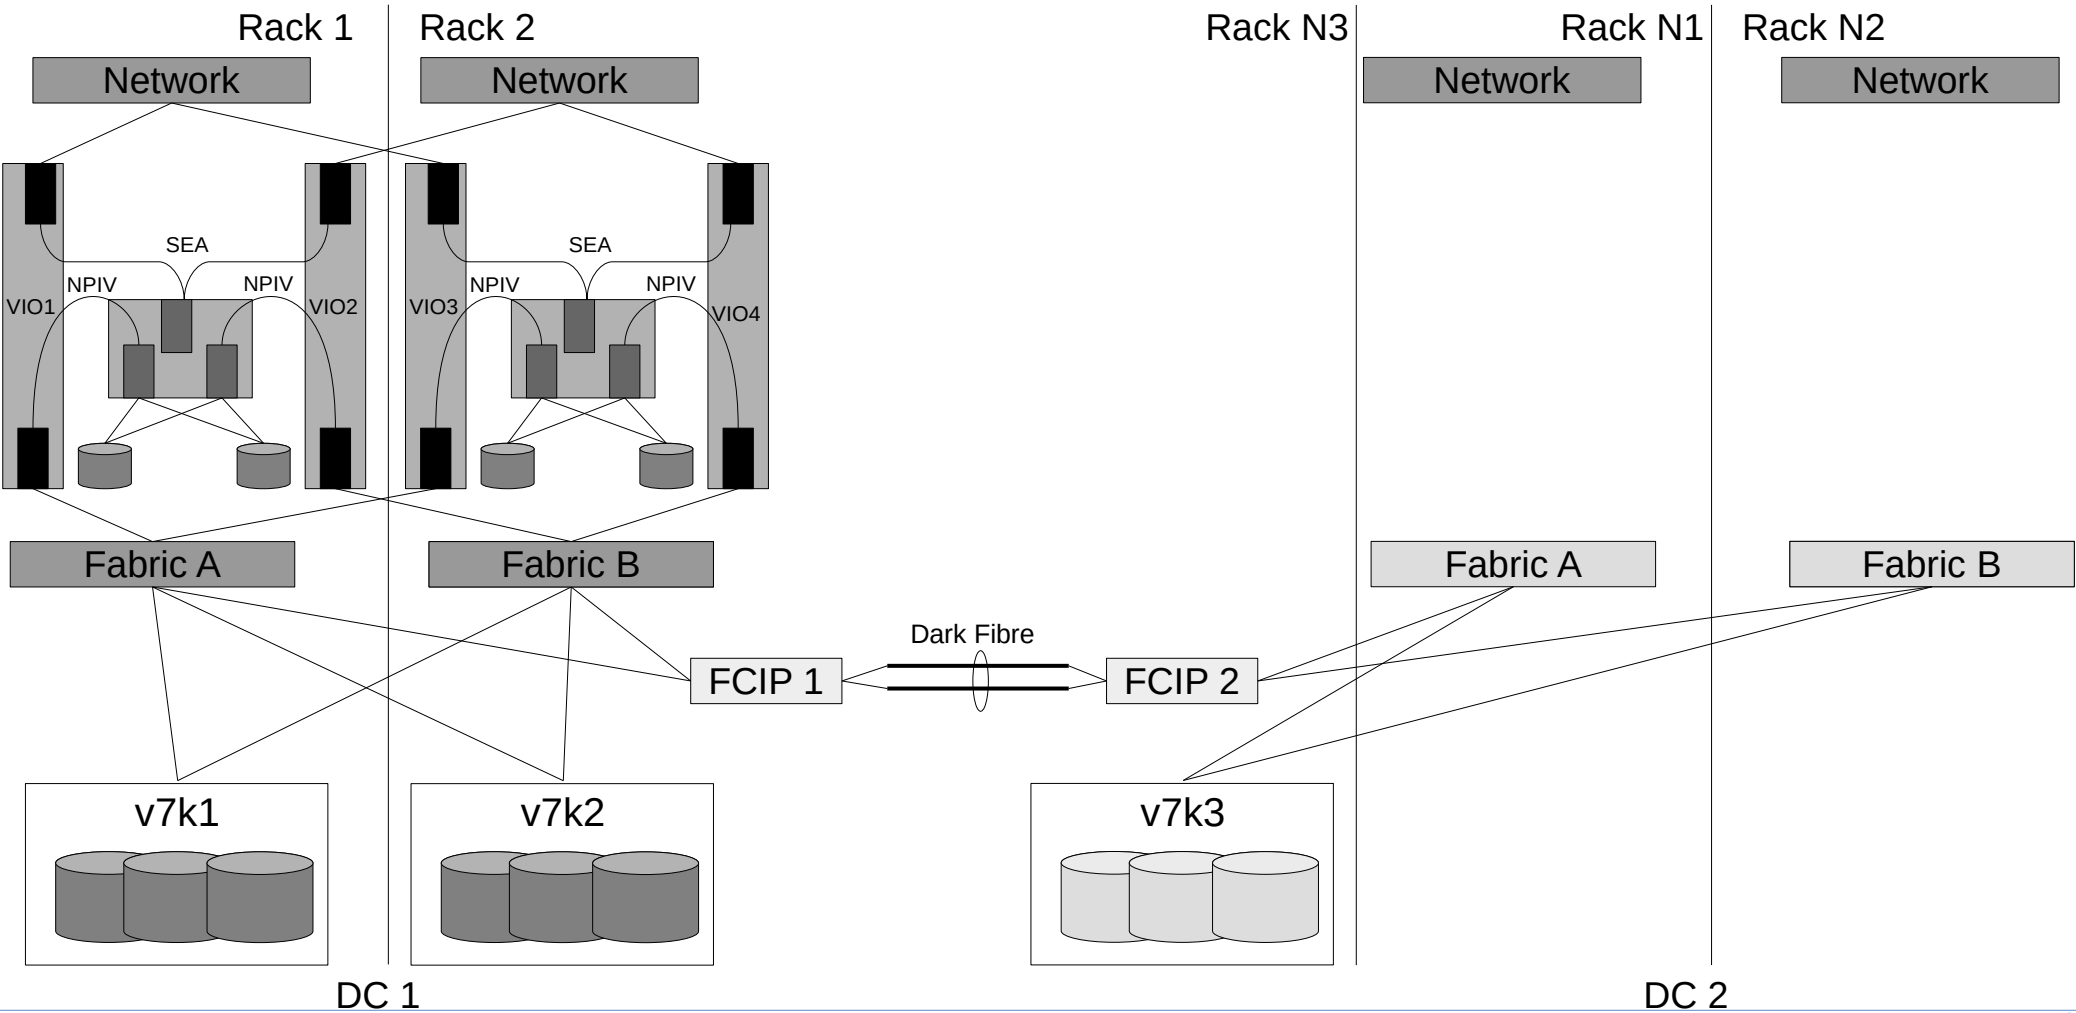 Rack 1
Rack 2
Rack N3
Rack N1
Rack N2
Network
Network
Network
Network
SEA
SEA
NPIV
NPIV
NPIV
NPIV
VIO1
VIO2
VIO3
VIO4
Fabric A
Fabric B
Fabric A
Fabric B
Dark Fibre
FCIP 1
FCIP 2
v7k1
v7k2
v7k3
DC 1
DC 2